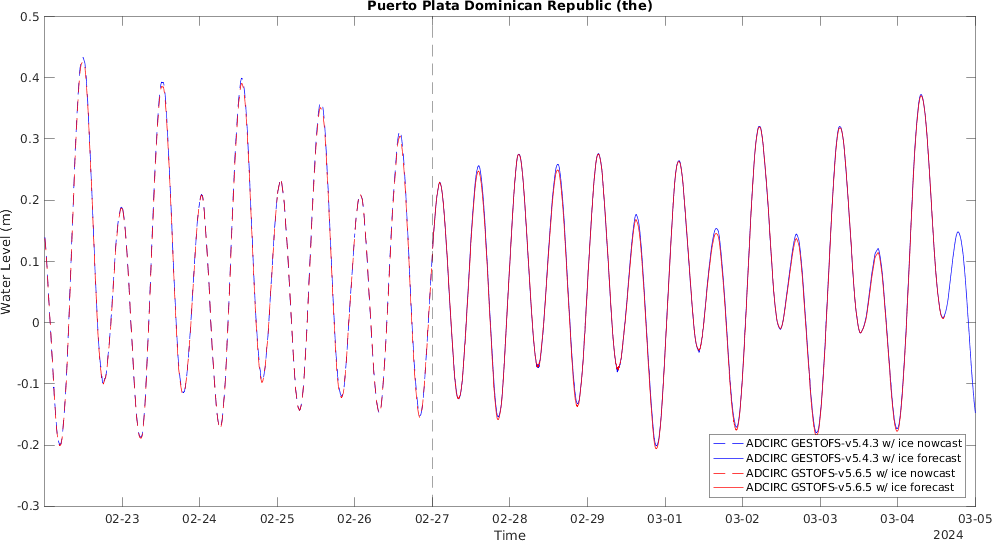 Puerto Plata Dominican Republic (the)
0.5
0.4
0.3
0.2
0.1
0
-0.1
-0.2
-0.3
Water Level (m)
ADCIRC GESTOFS-v5.4.3 w/ ice nowcast
ADCIRC GESTOFS-v5.4.3 w/ ice forecast
ADCIRC GSTOFS-v5.6.5 w/ ice nowcast
ADCIRC GSTOFS-v5.6.5 w/ ice forecast
02-23 02-24 02-25 02-26 02-27 02-28 02-29 03-01 03-02 03-03 03-04 03-05
Time
2024